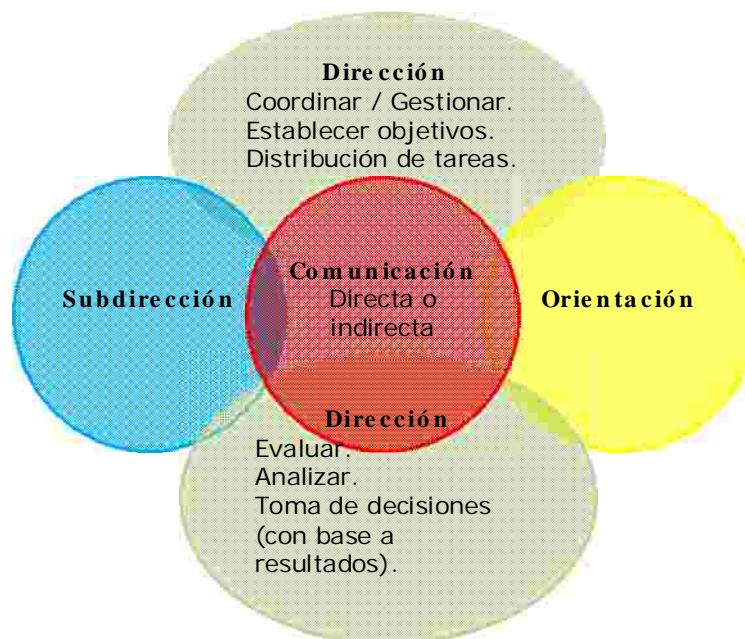 Dirección
Coordinar / Gestionar.
Establecer objetivos.
Distribución de tareas.
Subdirección
Comunicación
Directa o
indirecta
Orientación
Dirección
Evaluar.
Analizar.
Toma de decisiones
(con base a
resultados).